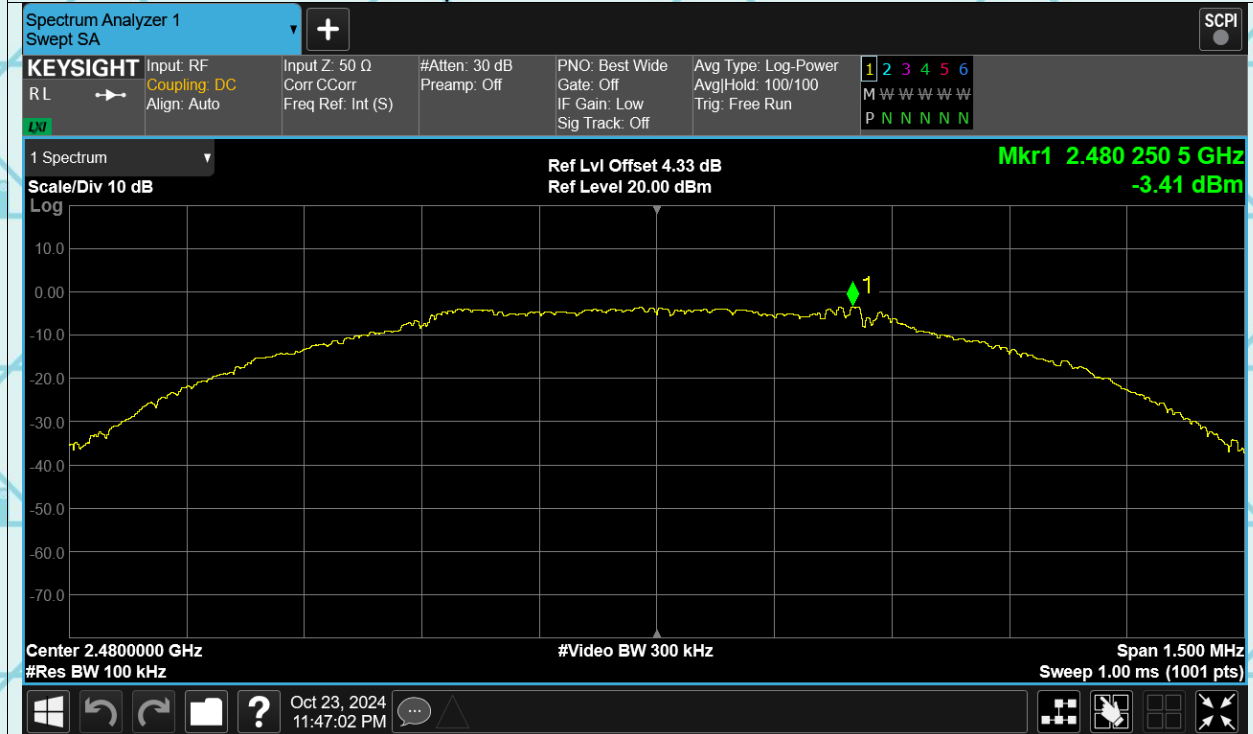 Spectrum Analyzer 1
Swept SA
SCPI
KEYSIGHT
R L
LXI
Input: RF
Coupling: DC
Align: Auto
Input Z: 50 Ω
Corr CCorr
Freq Ref: Int (S)
#Atten: 30 dB
Preamp: Off
PNO: Best Wide
Gate: Off
IF Gain: Low
Sig Track: Off
Avg Type: Log-Power
Avg|Hold: 100/100
Trig: Free Run
1 2 3 4 5 6
M W W W W W
P N N N N N
1 Spectrum
Scale/Div 10 dB
Log
Ref Lvl Offset 4.33 dB
Ref Level 20.00 dBm
Mkr1 2.480 250 5 GHz
-3.41 dBm
10.0
0.00
-10.0
-20.0
-30.0
-40.0
-50.0
-60.0
-70.0
1
Center 2.4800000 GHz
#Res BW 100 kHz
#Video BW 300 kHz
Span 1.500 MHz
Sweep 1.00 ms (1001 pts)
?
Oct 23, 2024
11:47:02 PM